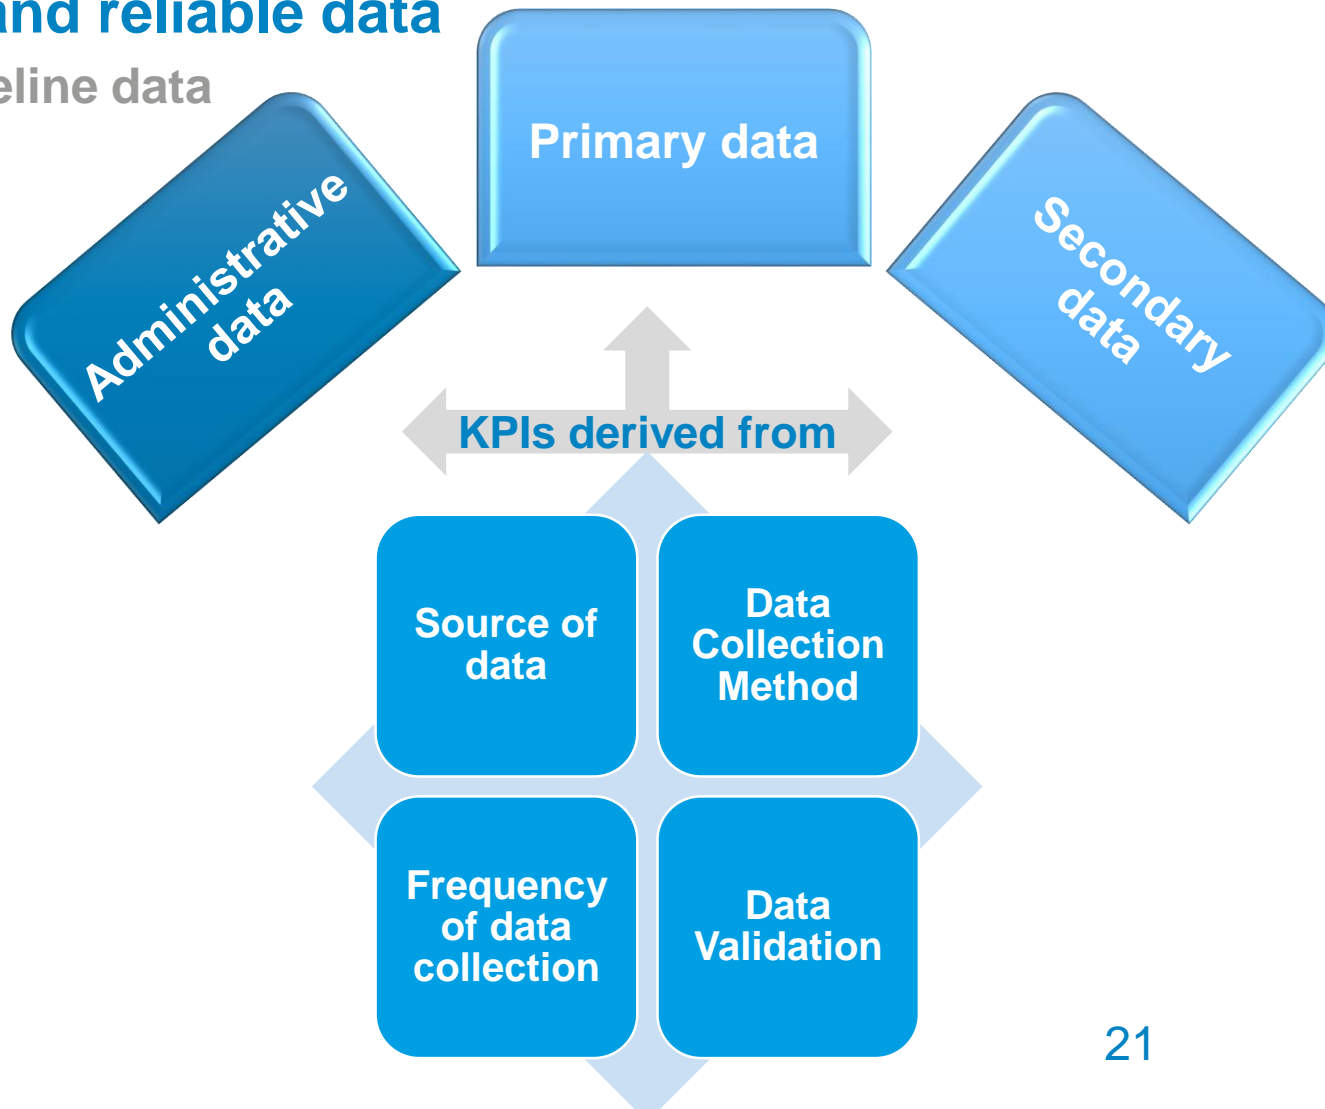 and reliable data
eline data
Primary data
Administrative
data
Secondary
data
KPIs derived from
Source of
data
Data
Collection
Method
Frequency
of data
collection
Data
Validation
21